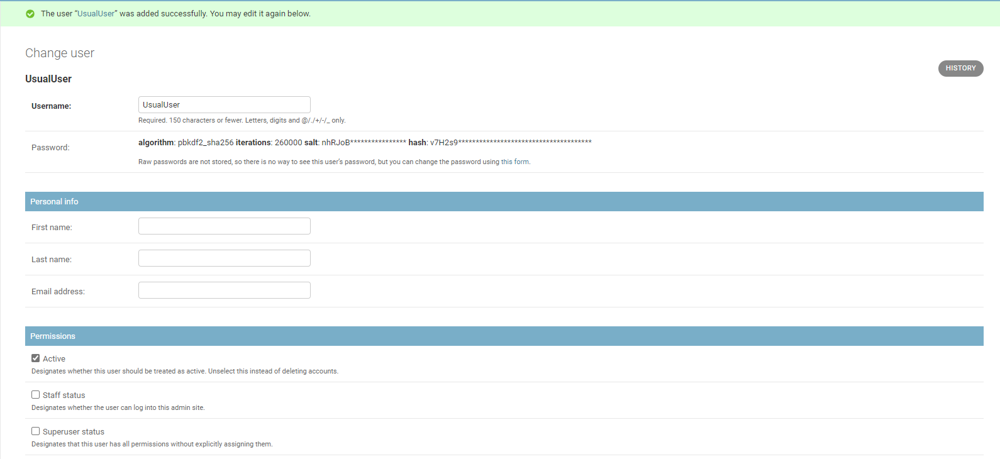 The user “UsualUser” was added successfully. You may edit it again below.
Change user
HISTORY
UsualUser
Username: UsualUser
Required. 150 characters or fewer. Letters, digits and @/./+/-/_ only.
Password: algorithm: pbkdf2_sha256 iterations: 260000 salt: nhRJoB**************** hash: v7H2s9**************************************
Raw passwords are not stored, so there is no way to see this user’s password, but you can change the password using this form.
Personal info
First name:
Last name:
Email address:
Permissions
Active
Designates whether this user should be treated as active. Unselect this instead of deleting accounts.
Staff status
Designates whether the user can log into this admin site.
Superuser status
Designates that this user has all permissions without explicitly assigning them.